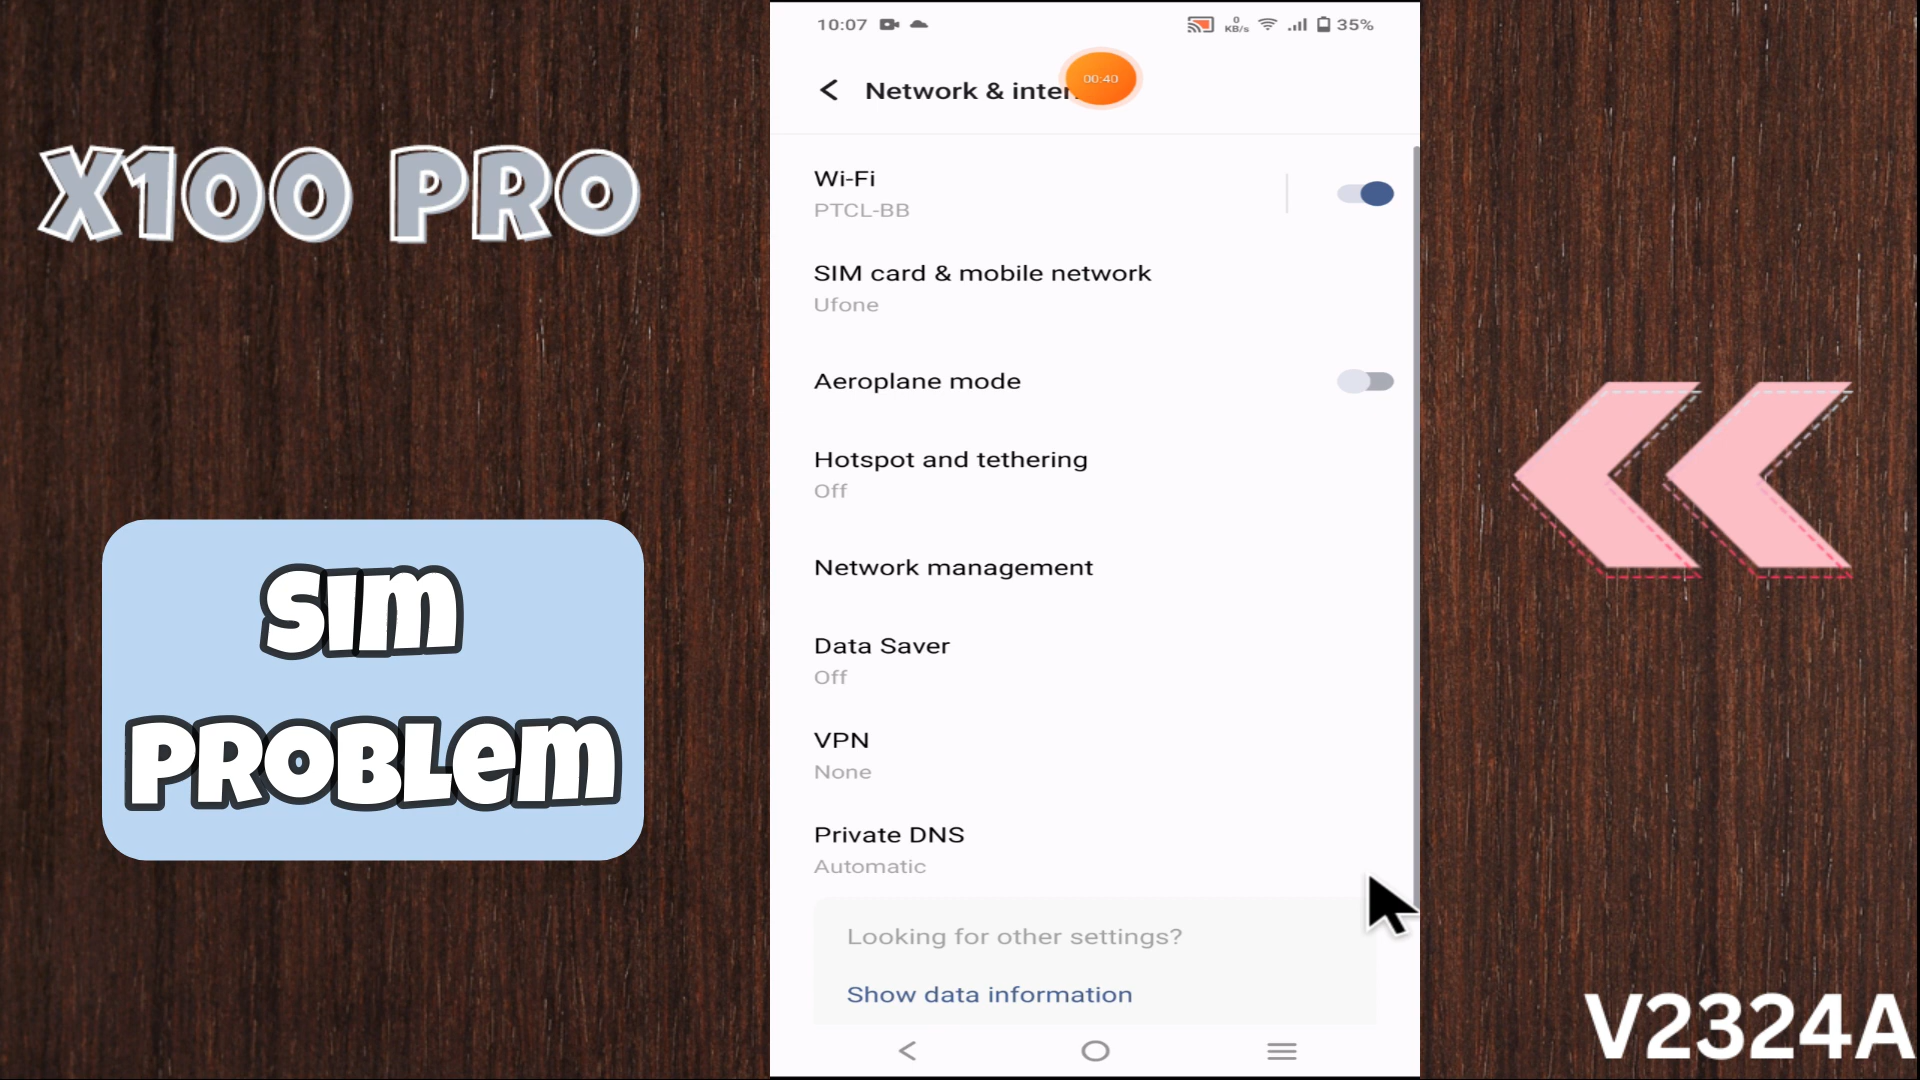 X100 PRO
SIM
PROBLEM
10:07
0
KB/s
35%
00:40
Network & inter
Wi-Fi
PTCL-BB
SIM card & mobile network
Ufone
Aeroplane mode
Hotspot and tethering
Off
Network management
Data Saver
Off
VPN
None
Private DNS
Automatic
Looking for other settings?
Show data information
V2324A